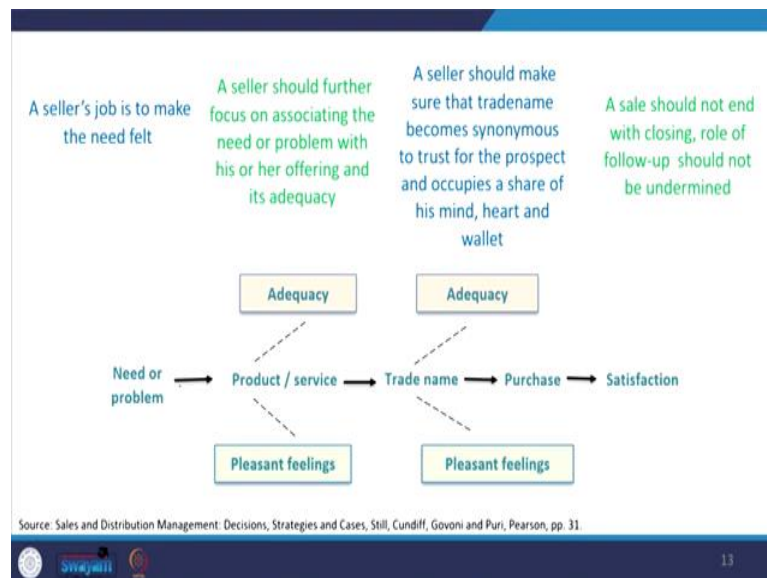 A seller's job is to make
the need felt
A seller should further
focus on associating the
need or problem with
his or her offering and
its adequacy
A seller should make
sure that tradename
becomes synonymous
to trust for the prospect
and occupies a share of
his mind, heart and
wallet
A sale should not end
with closing, role of
follow-up should not
be undermined
Adequacy
Adequacy
Need or
problem
Product / service
Trade name
Purchase
Satisfaction
Pleasant feelings
Pleasant feelings
Source: Sales and Distribution Management: Decisions, Strategies and Cases, Still, Cundiff, Govoni and Puri, Pearson, pp. 31.
swayam
13